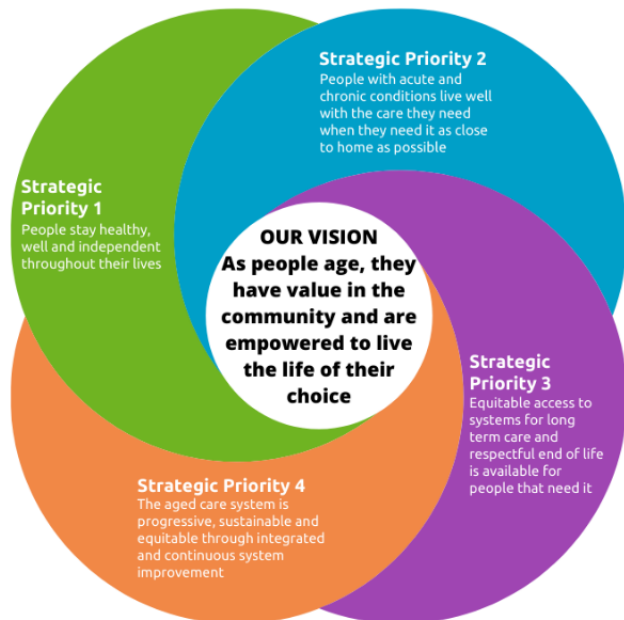 Strategic Priority 2
People with acute and
chronic conditions live well
with the care they need
when they need it as close
to home as possible
Strategic
Priority 1
People stay healthy,
well and independent
throughout their lives
OUR VISION
As people age, they
have value in the
community and are
empowered to live
the life of their
choice
Strategic
Priority 3
Equitable access to
systems for long
term care and
respectful end of life
is available for
people that need it
Strategic Priority 4
The aged care system is
progressive, sustainable and
equitable through integrated
and continuous system
improvement